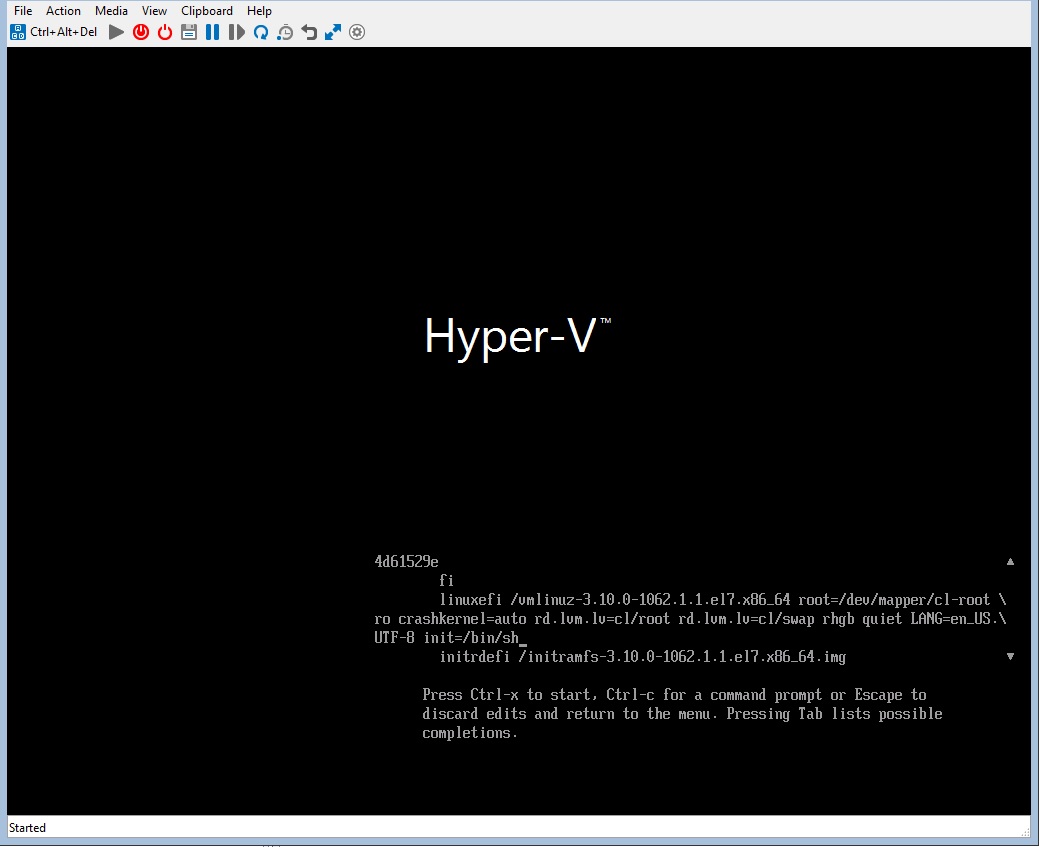 File Action Media View Clipboard Help
Ctrl+Alt+Del
Hyper-V™
4d61529e
fi
linuxefi /vmlinuz-3.10.0-1062.1.1.el7.x86_64 root=/dev/mapper/cl-root \
ro crashkernel=auto rd.lvm.lv=cl/root rd.lvm.lv=cl/swap rhgb quiet LANG=en_US.\
UTF-8 init=/bin/sh_
initrdefi /initramfs-3.10.0-1062.1.1.el7.x86_64.img
Press Ctrl-x to start, Ctrl-c for a command prompt or Escape to
discard edits and return to the menu. Pressing Tab lists possible
completions.
Started